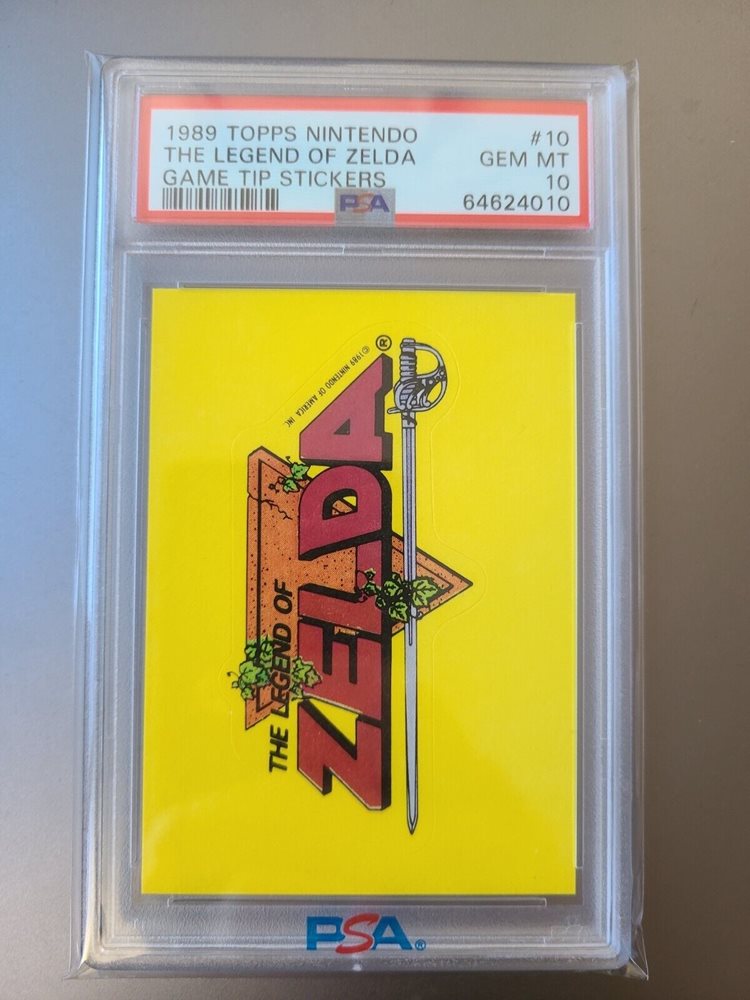 1989 TOPPS NINTENDO #10
THE LEGEND OF ZELDA GEM MT
GAME TIP STICKERS 10
PSA 64624010
©1989 NINTENDO OF AMERICA INC.
THE LEGEND OF
ZELDA®
PSA®